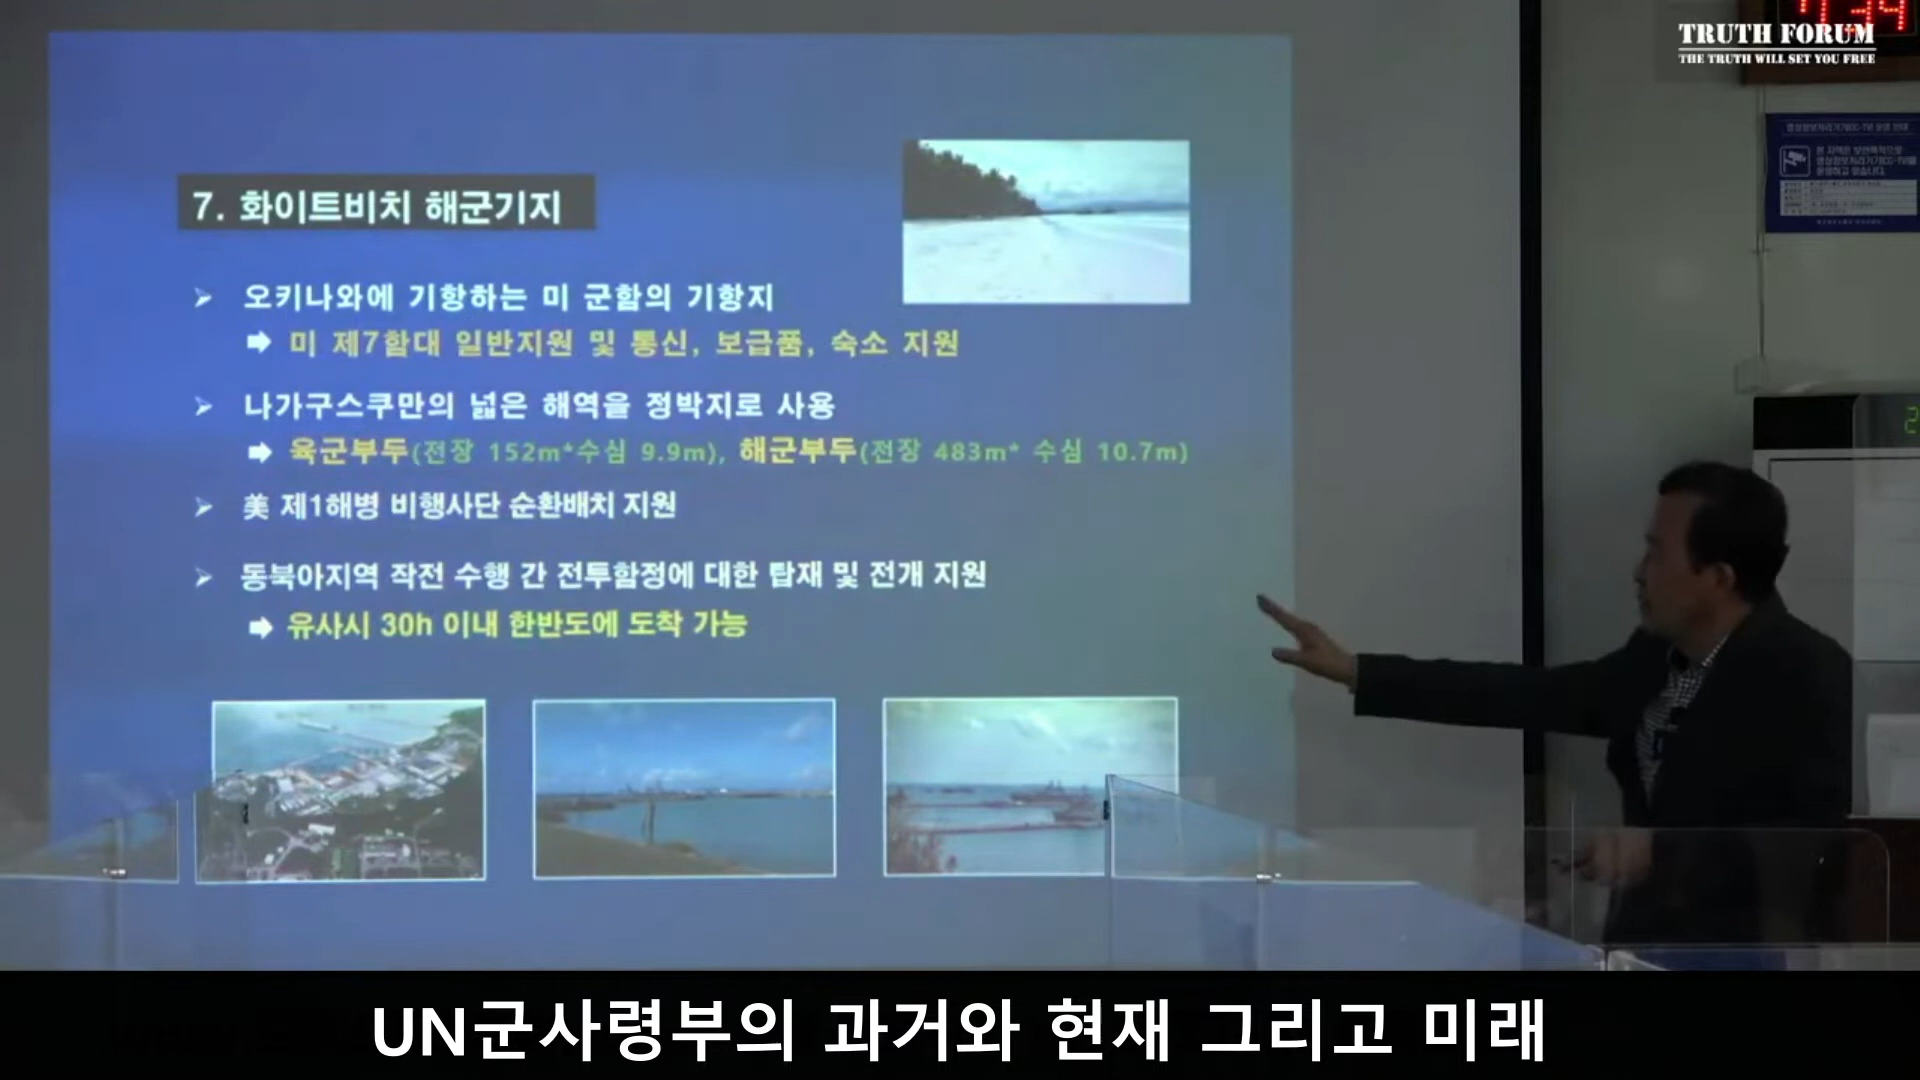 TRUTH FORUM
THE TRUTH WILL SET YOU FREE
7. 화이트비치 해군기지
➢ 오키나와에 기항하는 미 군함의 기항지
➡ 미 제7함대 일반지원 및 통신, 보급품, 숙소 지원
➢ 나가구스쿠만의 넓은 해역을 정박지로 사용
➡ 육군부두(전장 152m*수심 9.9m), 해군부두(전장 483m* 수심 10.7m)
➢ 美 제1해병 비행사단 순환배치 지원
➢ 동북아지역 작전 수행 간 전투함정에 대한 탑재 및 전개 지원
➡ 유사시 30h 이내 한반도에 도착 가능
UN군사령부의 과거와 현재 그리고 미래